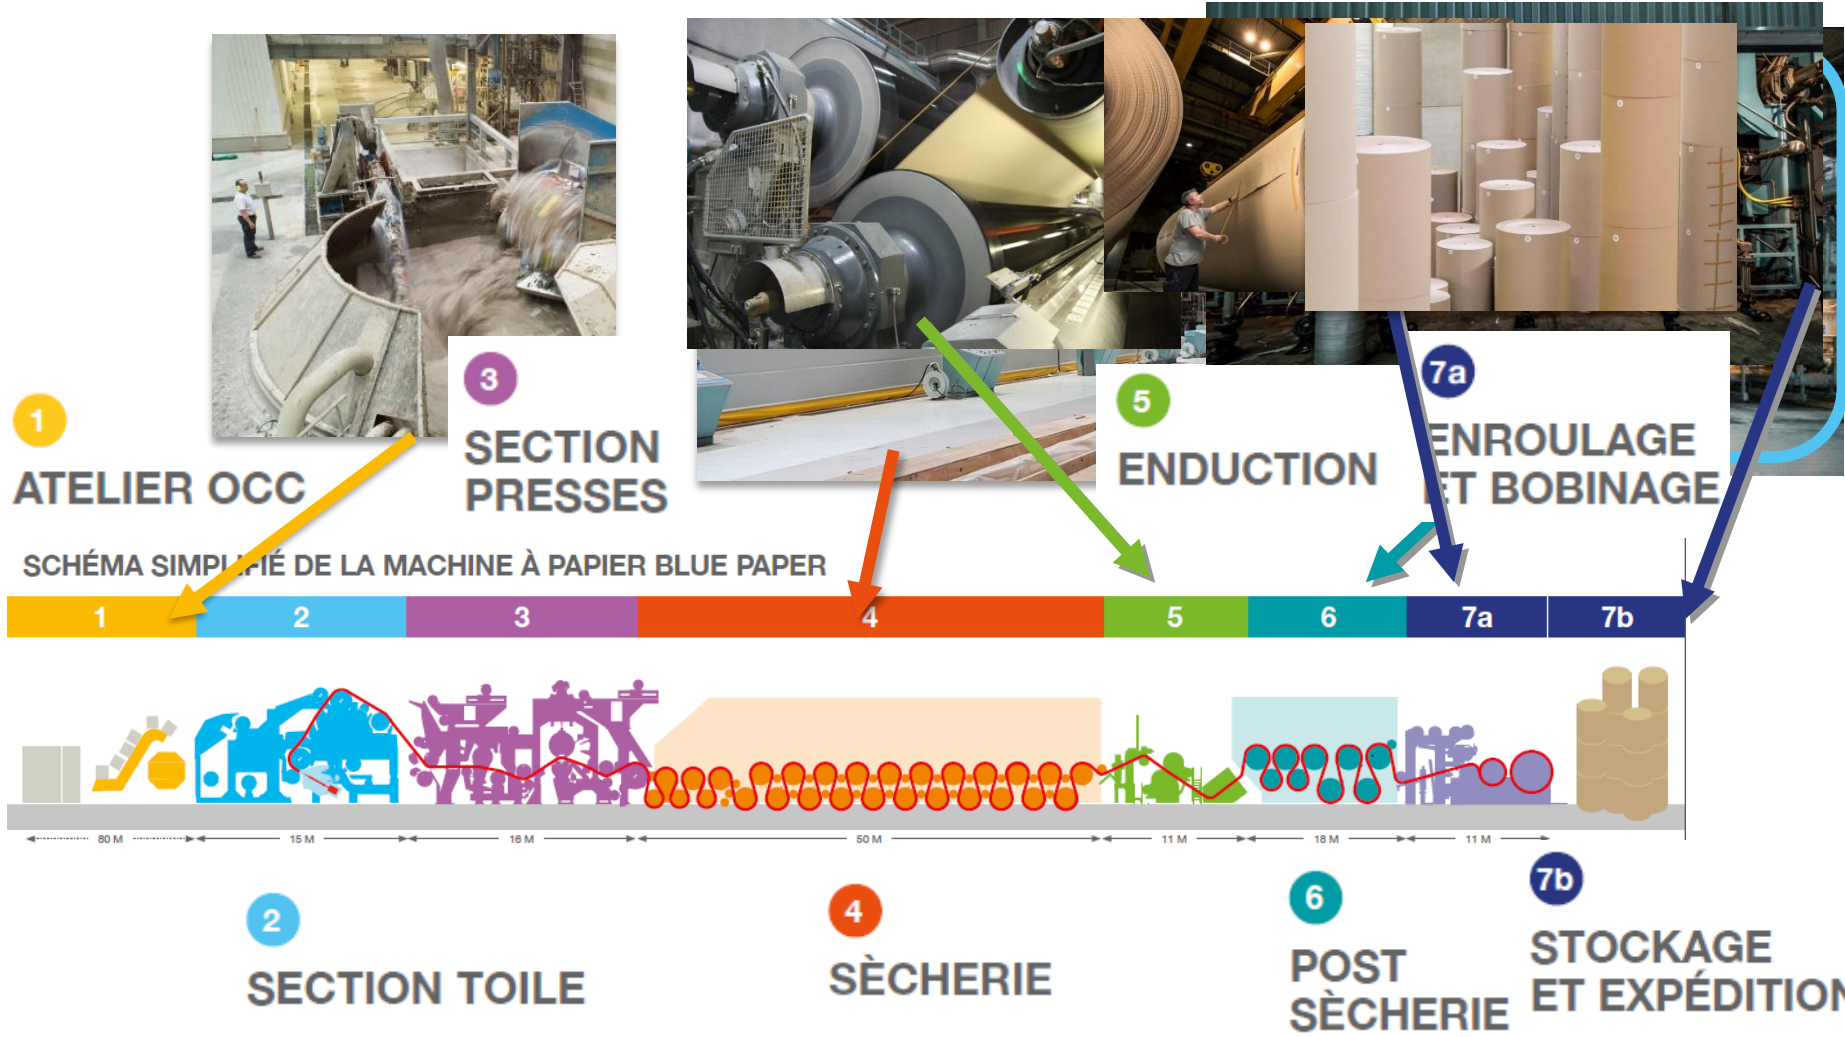 1
ATELIER OCC
3
SECTION
PRESSES
5
ENDUCTION
7a
ENROULAGE
ET BOBINAGE
SCHÉMA SIMPLIFIÉ DE LA MACHINE À PAPIER BLUE PAPER
1 2 3 4 5 6 7a 7b
80 M 15 M 16 M 50 M 11 M 18 M 11 M
2
SECTION TOILE
4
SÈCHERIE
6
POST
SÈCHERIE
7b
STOCKAGE
ET EXPÉDITION